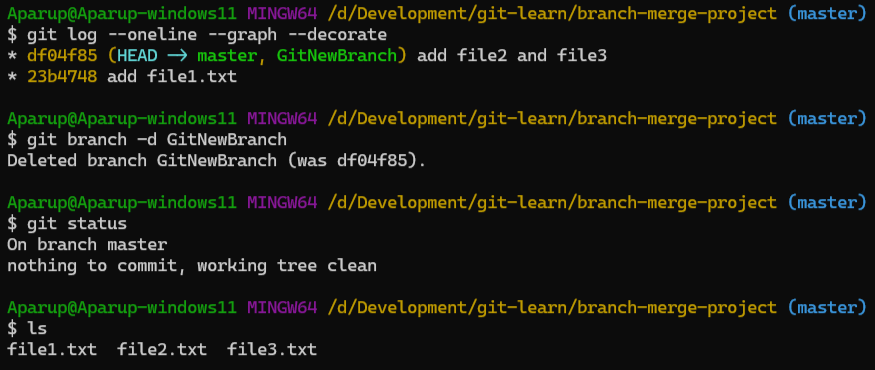 Aparup@Aparup-windows11 MINGW64 /d/Development/git-learn/branch-merge-project (master)
$ git log --oneline --graph --decorate
* df04f85 (HEAD -> master, GitNewBranch) add file2 and file3
* 23b4748 add file1.txt
Aparup@Aparup-windows11 MINGW64 /d/Development/git-learn/branch-merge-project (master)
$ git branch -d GitNewBranch
Deleted branch GitNewBranch (was df04f85).
Aparup@Aparup-windows11 MINGW64 /d/Development/git-learn/branch-merge-project (master)
$ git status
On branch master
nothing to commit, working tree clean
Aparup@Aparup-windows11 MINGW64 /d/Development/git-learn/branch-merge-project (master)
$ ls
file1.txt  file2.txt  file3.txt